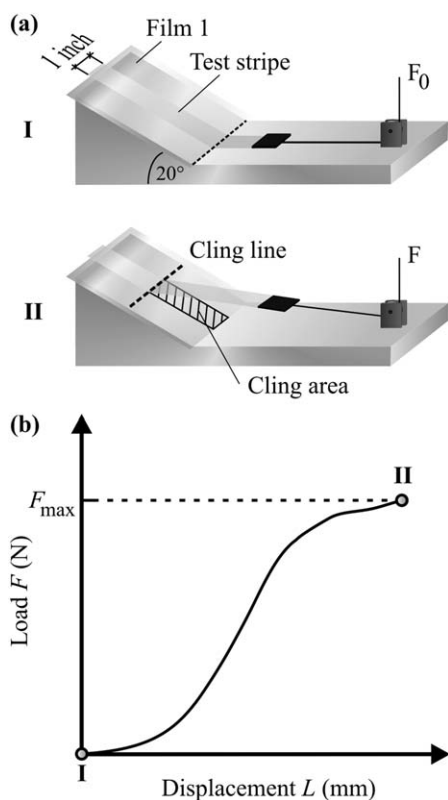 (a)
1 inch
Film 1
Test stripe
F0
I
20°
Cling line
F
II
Cling area
(b)
II
Fmax
Load F (N)
I
Displacement L (mm)